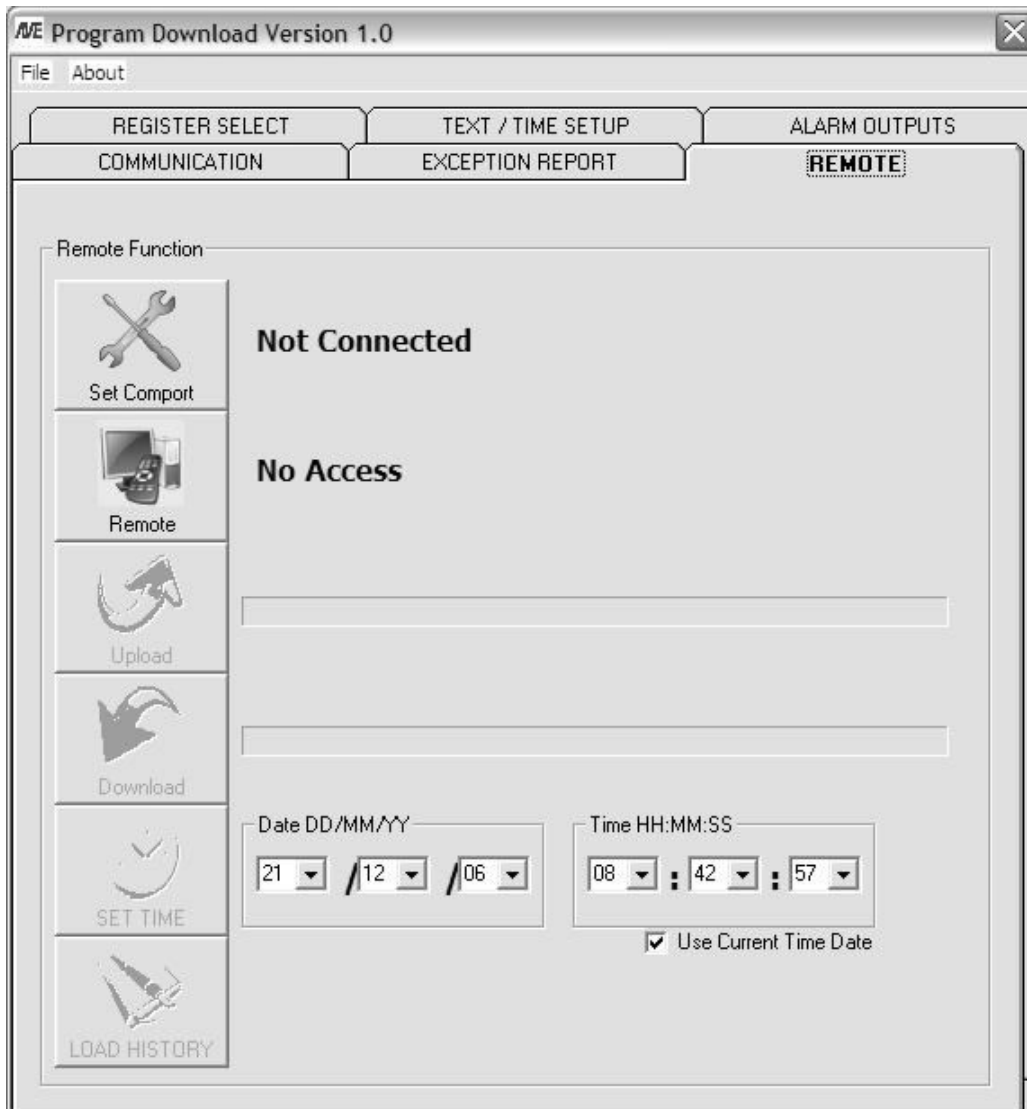 AVE Program Download Version 1.0
File About
REGISTER SELECT TEXT / TIME SETUP ALARM OUTPUTS
COMMUNICATION EXCEPTION REPORT REMOTE
Remote Function
Set Comport
Not Connected
Remote
No Access
Upload
Download
Date DD/MM/YY Time HH:MM:SS
21 /12 /06 08 : 42 : 57
SET TIME
Use Current Time Date
LOAD HISTORY